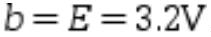 b = E = 3.2V